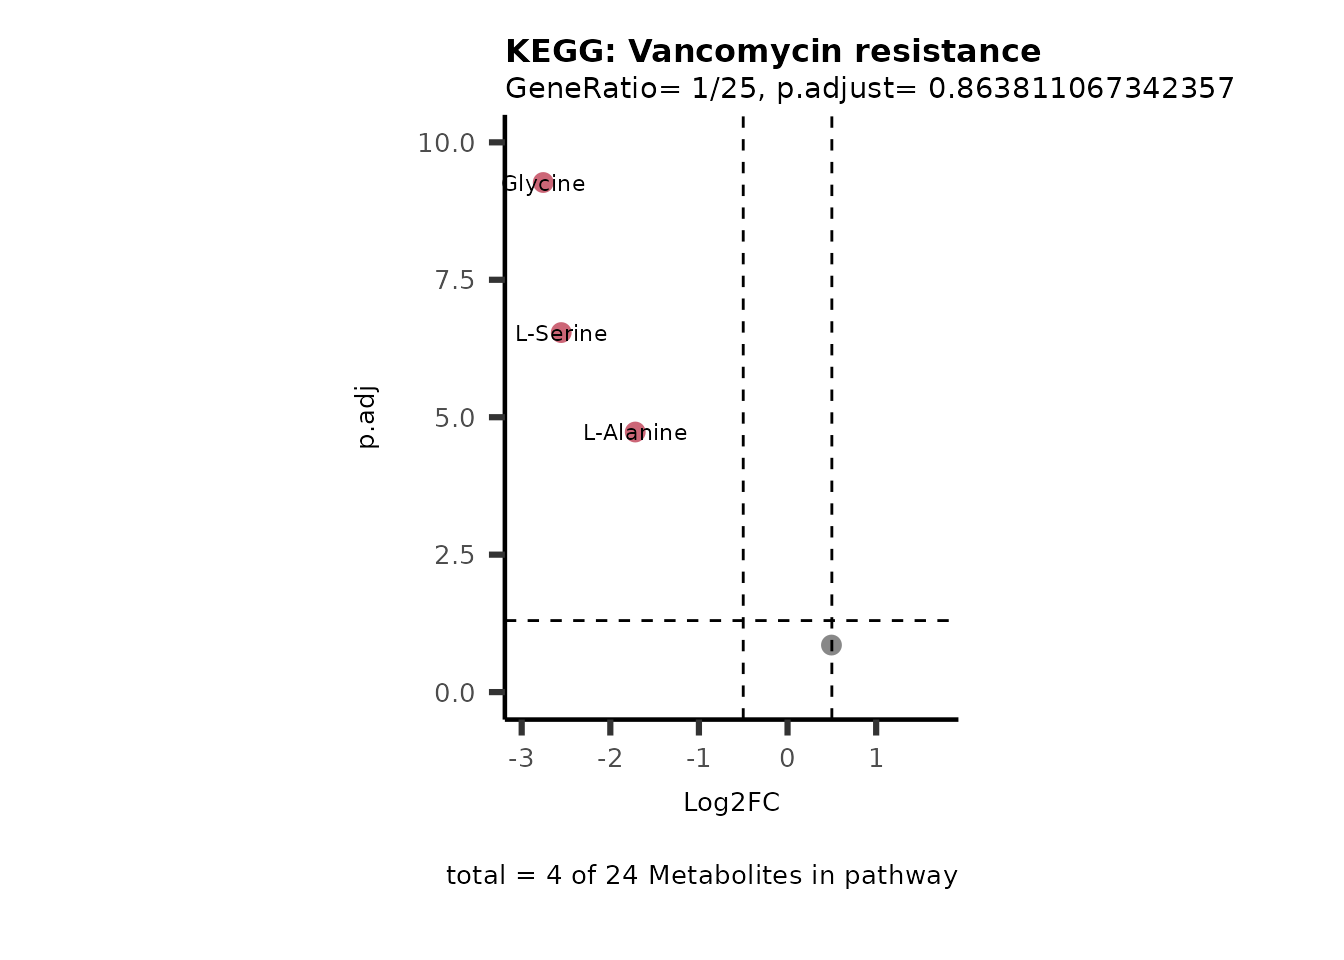 KEGG: Vancomycin resistance
GeneRatio= 1/25, p.adjust= 0.863811067342357
10.0
Glycine
7.5
L-Serine
p.adj
5.0
L-Alanine
2.5
0.0
-3 -2 -1 0 1
Log2FC
total = 4 of 24 Metabolites in pathway